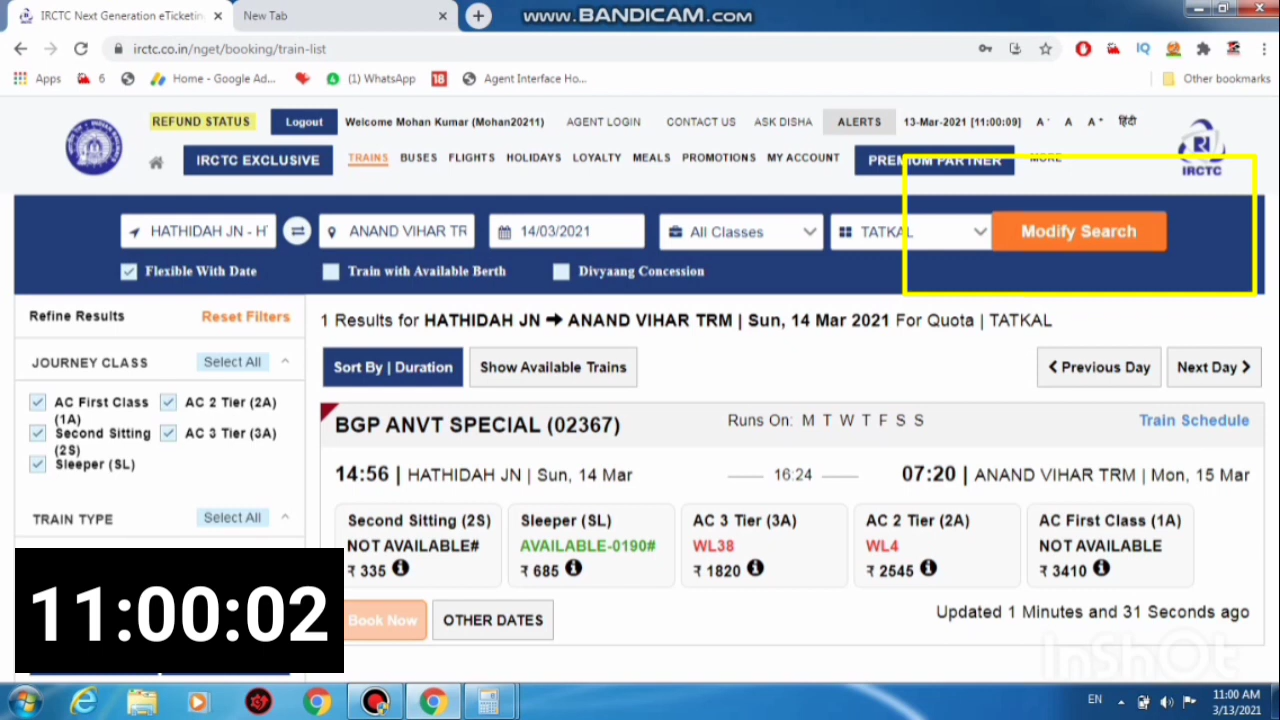 IRCTC Next Generation eTicketing
New Tab
www.BANDICAM.com
irctc.co.in/nget/booking/train-list
IQ
Apps
6
Home - Google Ad...
(1) WhatsApp
18
Agent Interface Ho...
Other bookmarks
REFUND STATUS
Logout
Welcome Mohan Kumar (Mohan20211)
AGENT LOGIN
CONTACT US
ASK DISHA
ALERTS
13-Mar-2021 [11:00:09]
A- A A+ हिंदी
IRCTC EXCLUSIVE
TRAINS
BUSES
FLIGHTS
HOLIDAYS
LOYALTY
MEALS
PROMOTIONS
MY ACCOUNT
PREMIUM PARTNER
MORE
IRCTC
HATHIDAH JN - H
ANAND VIHAR TR
14/03/2021
All Classes
TATKAL
Modify Search
Flexible With Date
Train with Available Berth
Divyaang Concession
Refine Results
Reset Filters
1 Results for HATHIDAH JN ➔ ANAND VIHAR TRM | Sun, 14 Mar 2021 For Quota | TATKAL
JOURNEY CLASS
Select All
Sort By | Duration
Show Available Trains
Previous Day
Next Day
AC First Class (1A)
AC 2 Tier (2A)
Second Sitting (2S)
AC 3 Tier (3A)
Sleeper (SL)
TRAIN TYPE
Select All
BGP ANVT SPECIAL (02367)
Runs On: M T W T F S S
Train Schedule
14:56 | HATHIDAH JN | Sun, 14 Mar
16:24
07:20 | ANAND VIHAR TRM | Mon, 15 Mar
Second Sitting (2S)
NOT AVAILABLE#
₹ 335
Sleeper (SL)
AVAILABLE-0190#
₹ 685
AC 3 Tier (3A)
WL38
₹ 1820
AC 2 Tier (2A)
WL4
₹ 2545
AC First Class (1A)
NOT AVAILABLE
₹ 3410
Book Now
OTHER DATES
Updated 1 Minutes and 31 Seconds ago
11:00:02
InShOt
EN
11:00 AM
3/13/2021